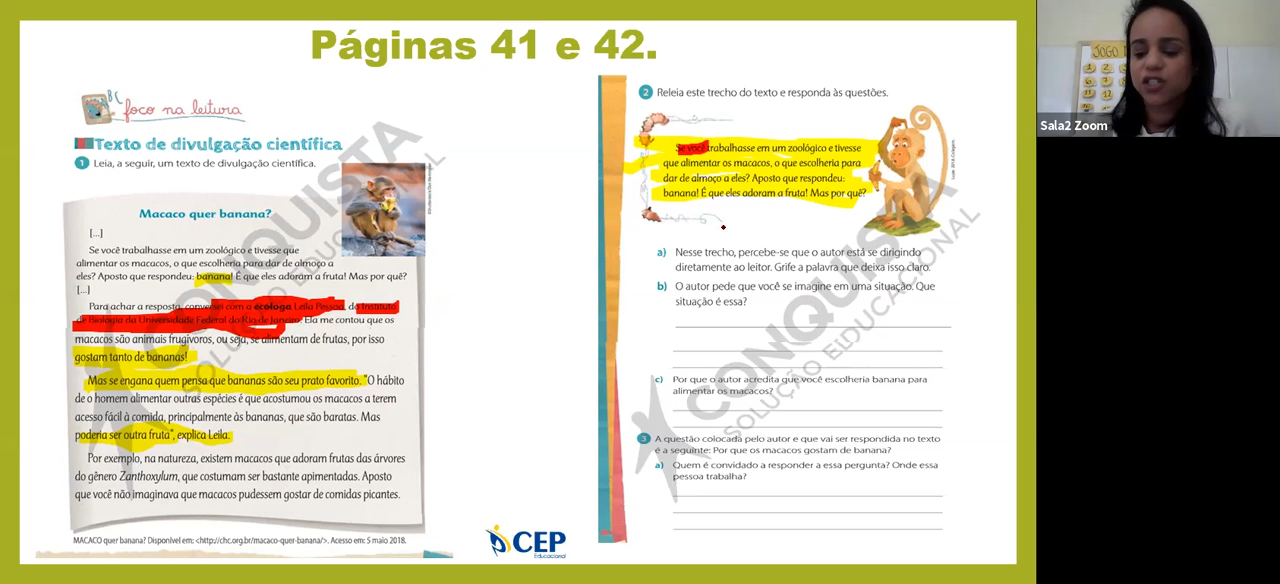 Páginas 41 e 42.
ABC
foco na leitura
Texto de divulgação científica
1 Leia, a seguir, um texto de divulgação científica.
Macaco quer banana?
[...]
Se você trabalhasse em um zoológico e tivesse que
alimentar os macacos, o que escolheria para dar de almoço a
eles? Aposto que respondeu: banana! É que eles adoram a fruta! Mas por quê?
[...]
Para achar a resposta, conversei com a ecóloga Leila Pessoa, do Instituto
de Biologia da Universidade Federal do Rio de Janeiro. Ela me contou que os
macacos são animais frugívoros, ou seja, se alimentam de frutas, por isso
gostam tanto de bananas!
Mas se engana quem pensa que bananas são seu prato favorito. "O hábito
de o homem alimentar outras espécies é que acostumou os macacos a terem
acesso fácil à comida, principalmente às bananas, que são baratas. Mas
poderia ser outra fruta", explica Leila.
Por exemplo, na natureza, existem macacos que adoram frutas das árvores
do gênero Zanthoxylum, que costumam ser bastante apimentadas. Aposto
que você não imaginava que macacos pudessem gostar de comidas picantes.
MACACO quer banana? Disponível em: <http://chc.org.br/macaco-quer-banana/>. Acesso em: 5 maio 2018.
CONQUISTA
SOLUÇÃO EDUCACIONAL
CEP
Educacional
2 Releia este trecho do texto e responda às questões.
Se você trabalhasse em um zoológico e tivesse
que alimentar os macacos, o que escolheria para
dar de almoço a eles? Aposto que respondeu:
banana! É que eles adoram a fruta! Mas por quê?
a) Nesse trecho, percebe-se que o autor está se dirigindo
diretamente ao leitor. Grife a palavra que deixa isso claro.
b) O autor pede que você se imagine em uma situação. Que
situação é essa?
c) Por que o autor acredita que você escolheria banana para
alimentar os macacos?
3 A questão colocada pelo autor e que vai ser respondida no texto
é a seguinte: Por que os macacos gostam de banana?
a) Quem é convidado a responder a essa pergunta? Onde essa
pessoa trabalha?
CONQUISTA
SOLUÇÃO EDUCACIONAL
JOGO
Sala2 Zoom